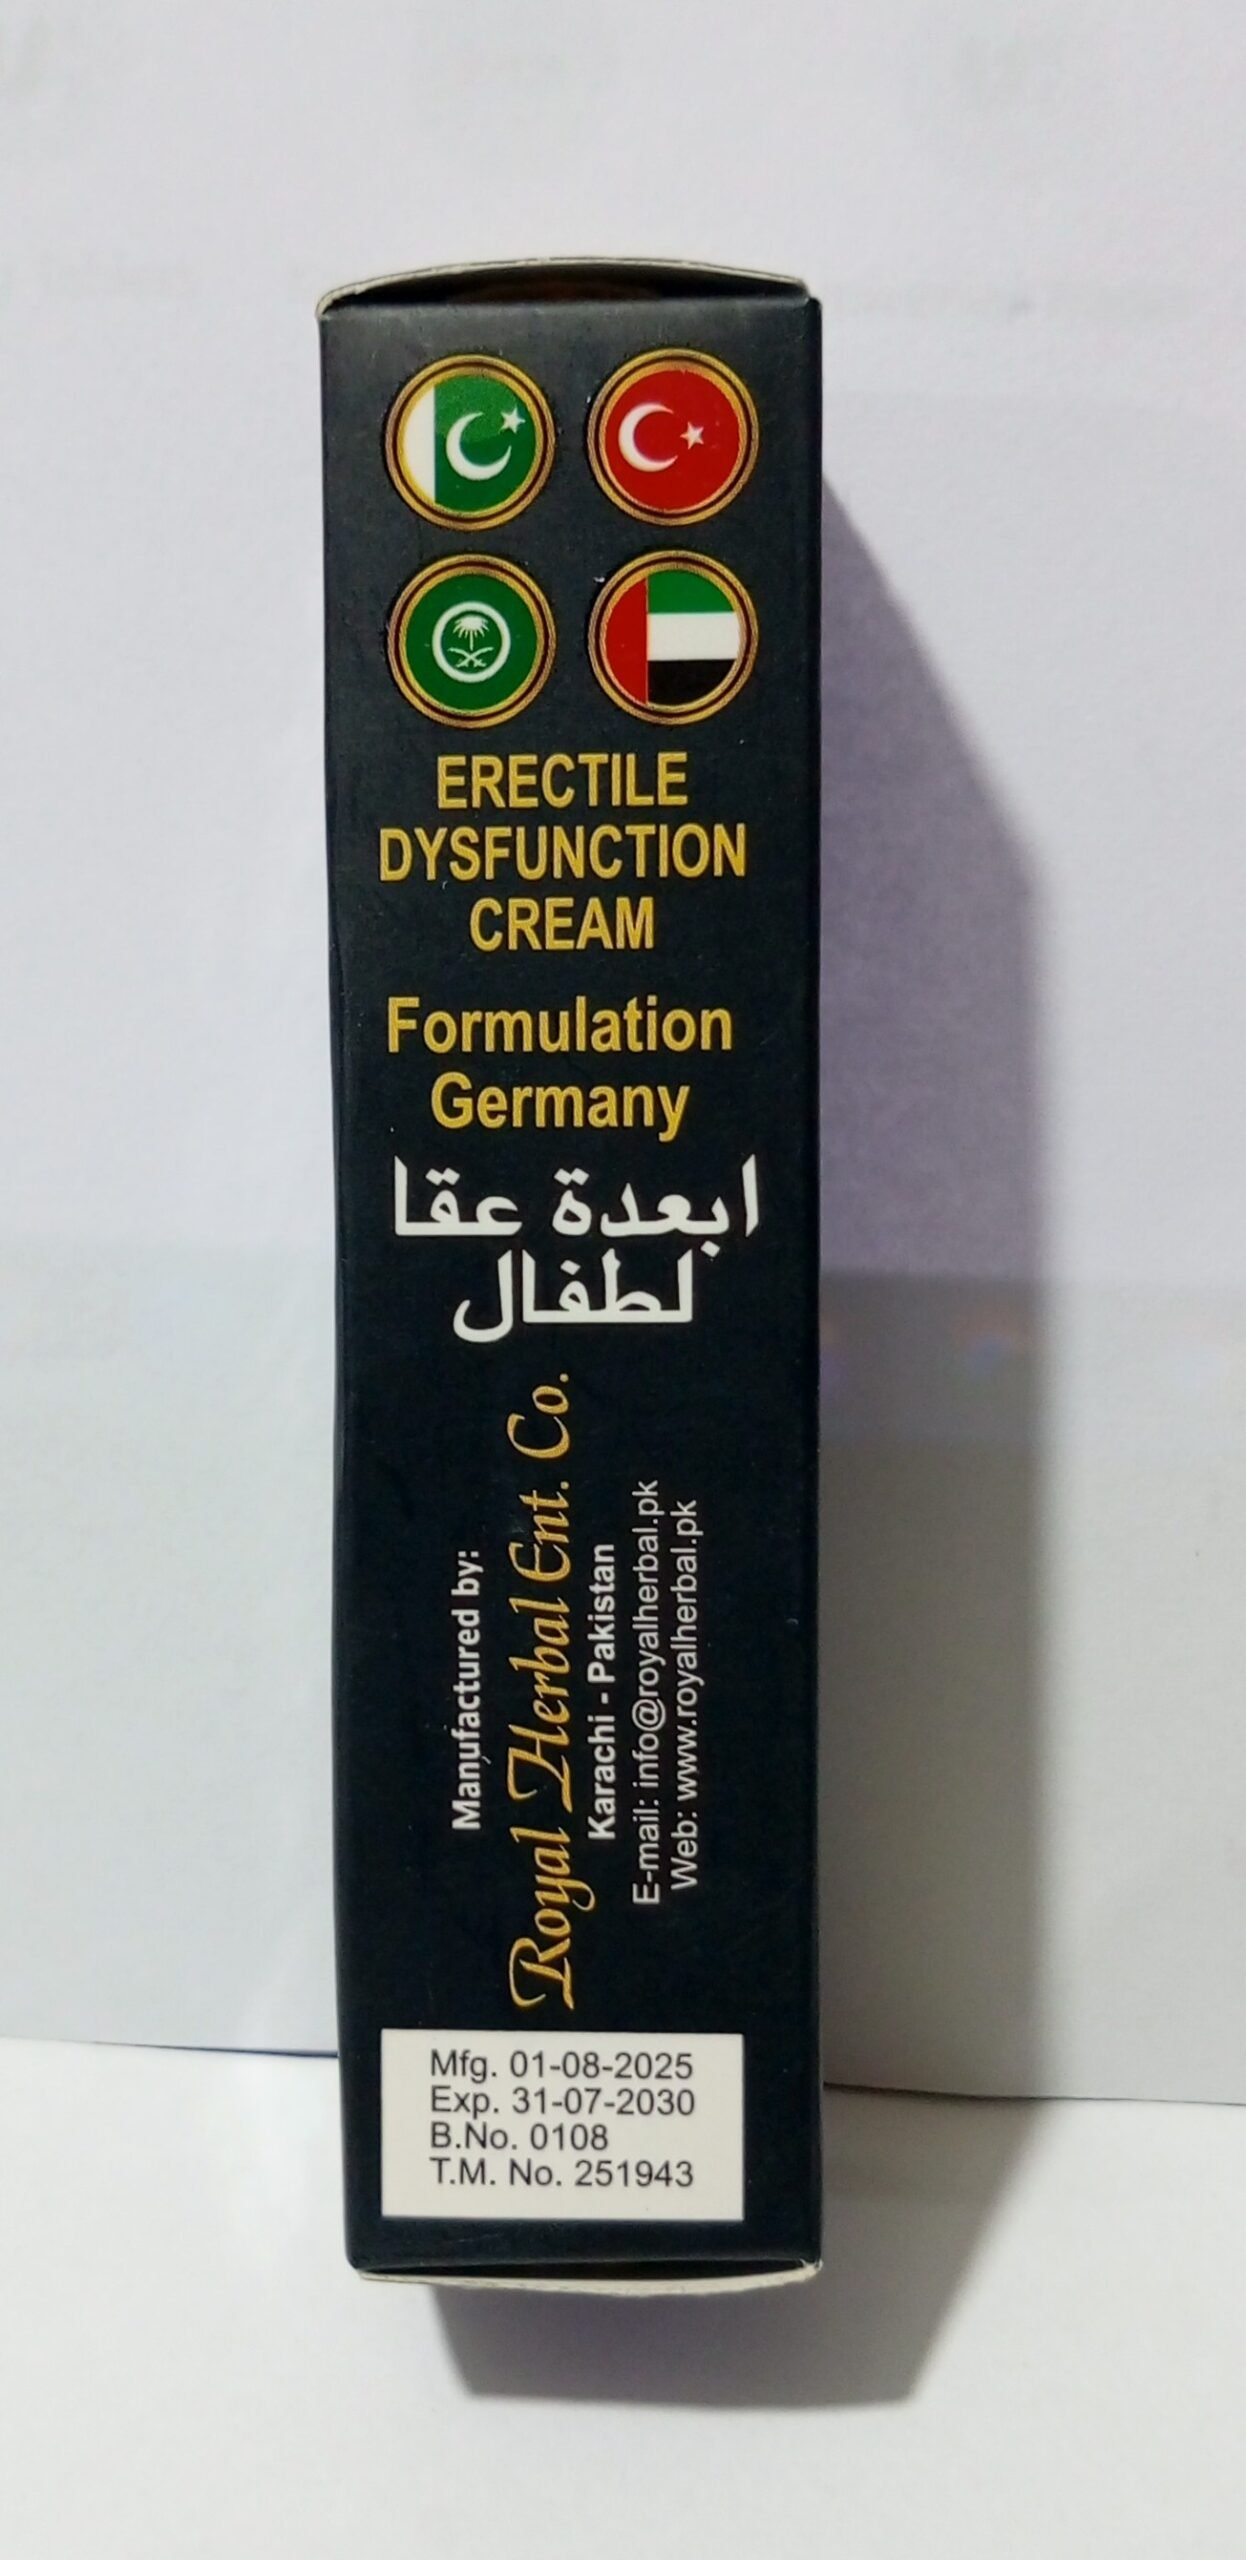 ERECTILE
DYSFUNCTION
CREAM
Formulation
Germany
ابعدة عقا
لطفال
Manufactured by:
Royal Herbal Ent. Co.
Karachi - Pakistan
E-mail: info@royalherbal.pk
Web: www.royalherbal.pk
Mfg. 01-08-2025
Exp. 31-07-2030
B.No. 0108
T.M. No. 251943